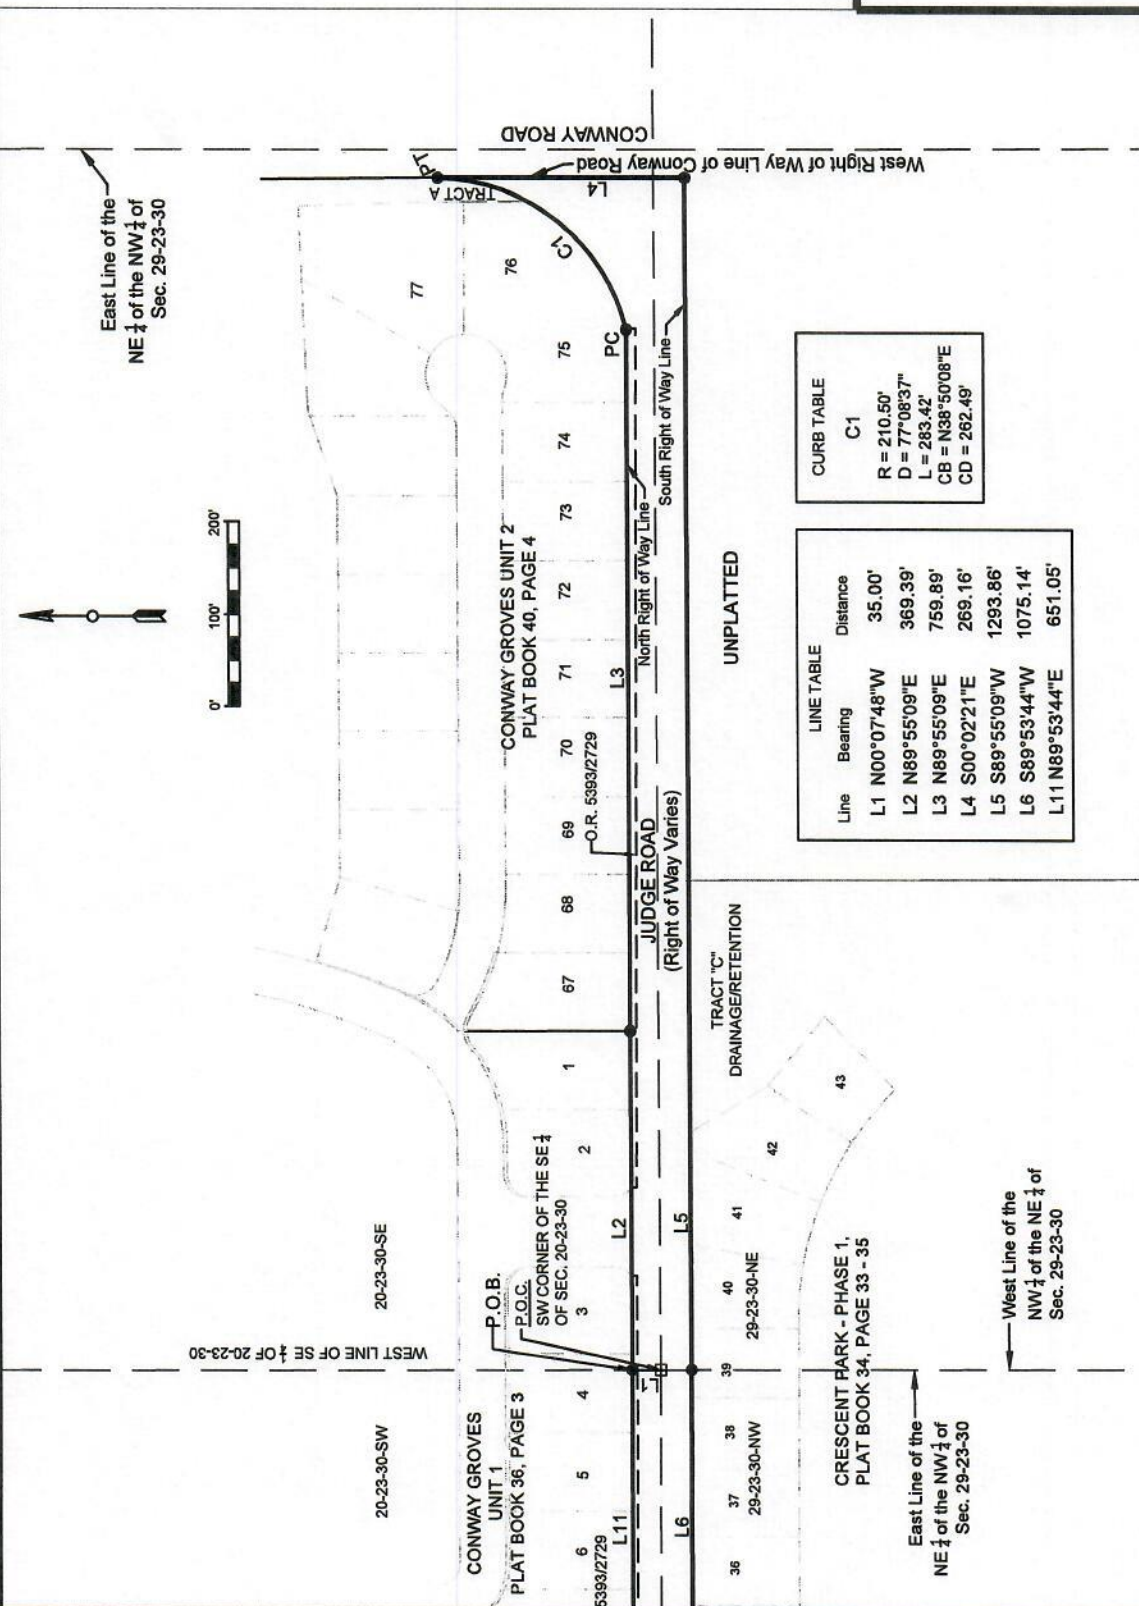 East Line of the
NE ¼ of the NW ¼ of
Sec. 29-23-30
0' 100' 200'
CONWAY ROAD
West Right of Way Line of Conway Road
PT
TRACT A
L4
C1
PC
77
76
75
74
73
72
71
70
69
68
67
1
2
3
4
5
6
CONWAY GROVES UNIT 2
PLAT BOOK 40, PAGE 4
O.R. 5393/2729
L3
North Right of Way Line
South Right of Way Line
JUDGE ROAD
(Right of Way Varies)
UNPLATTED
20-23-30-SW
20-23-30-SE
WEST LINE OF SE ¼ OF 20-23-30
CONWAY GROVES
UNIT 1
PLAT BOOK 36, PAGE 3
P.O.B.
P.O.C.
SW CORNER OF THE SE ¼
OF SEC. 20-23-30
5393/2729
L11
L1
L2
L6
L5
36
37
38
39
40
41
42
43
29-23-30-NW
29-23-30-NE
TRACT "C"
DRAINAGE/RETENTION
CRESCENT PARK - PHASE 1,
PLAT BOOK 34, PAGE 33 - 35
East Line of the
NE ¼ of the NW ¼ of
Sec. 29-23-30
West Line of the
NW ¼ of the NE ¼ of
Sec. 29-23-30
LINE TABLE
Line Bearing Distance
L1 N00°07'48"W 35.00'
L2 N89°55'09"E 369.39'
L3 N89°55'09"E 759.89'
L4 S00°02'21"E 269.16'
L5 S89°55'09"W 1293.86'
L6 S89°53'44"W 1075.14'
L11 N89°53'44"E 651.05'
CURB TABLE
C1
R = 210.50'
D = 77°08'37"
L = 283.42'
CB = N38°50'08"E
CD = 262.49'